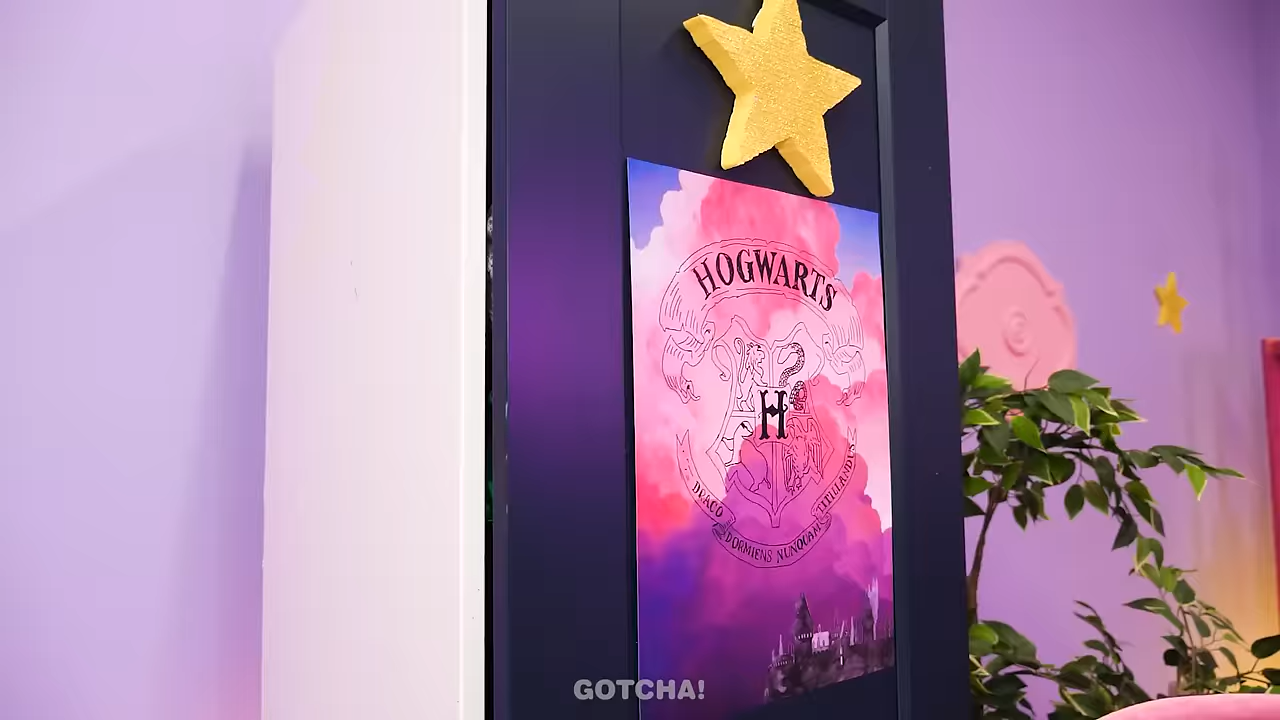 HOGWARTS
H
DRACO
DORMIENS NUNQUAM
TITILLANDUS
GOTCHA!